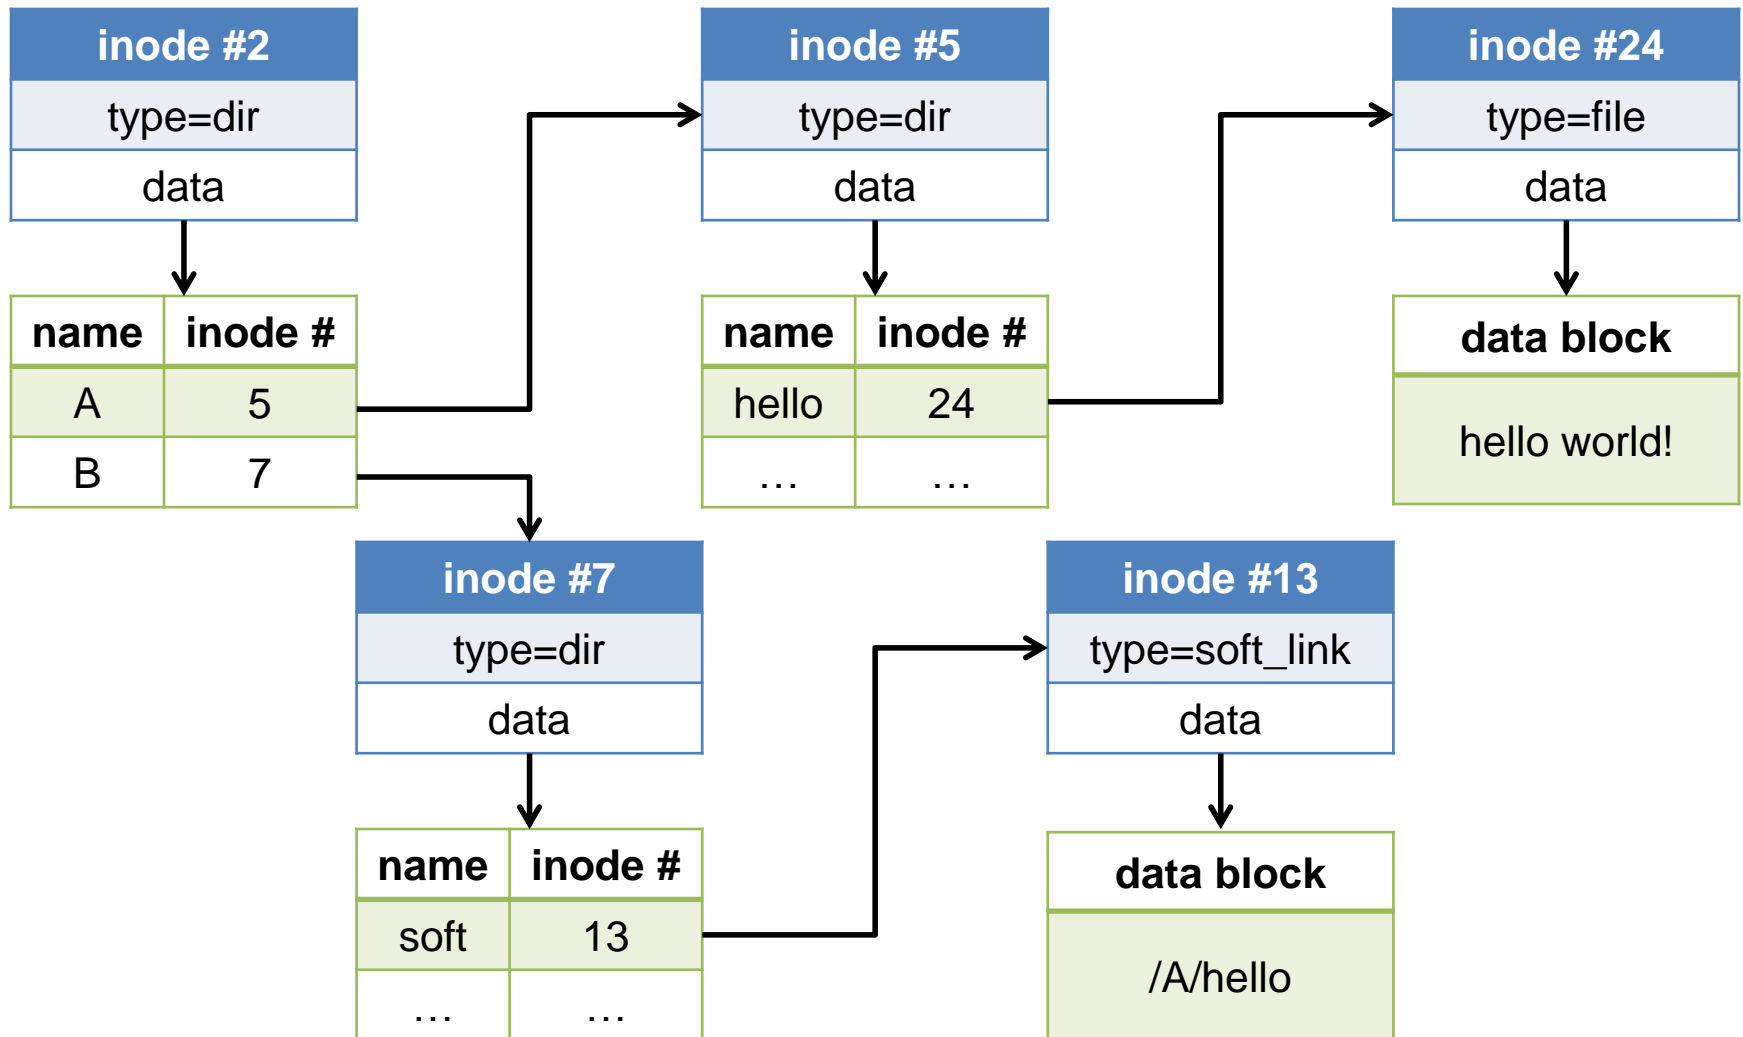 inode #2
type=dir
data
name inode #
A 5
B 7
inode #5
type=dir
data
name inode #
hello 24
… …
inode #24
type=file
data
data block
hello world!
inode #7
type=dir
data
name inode #
soft 13
… …
inode #13
type=soft_link
data
data block
/A/hello